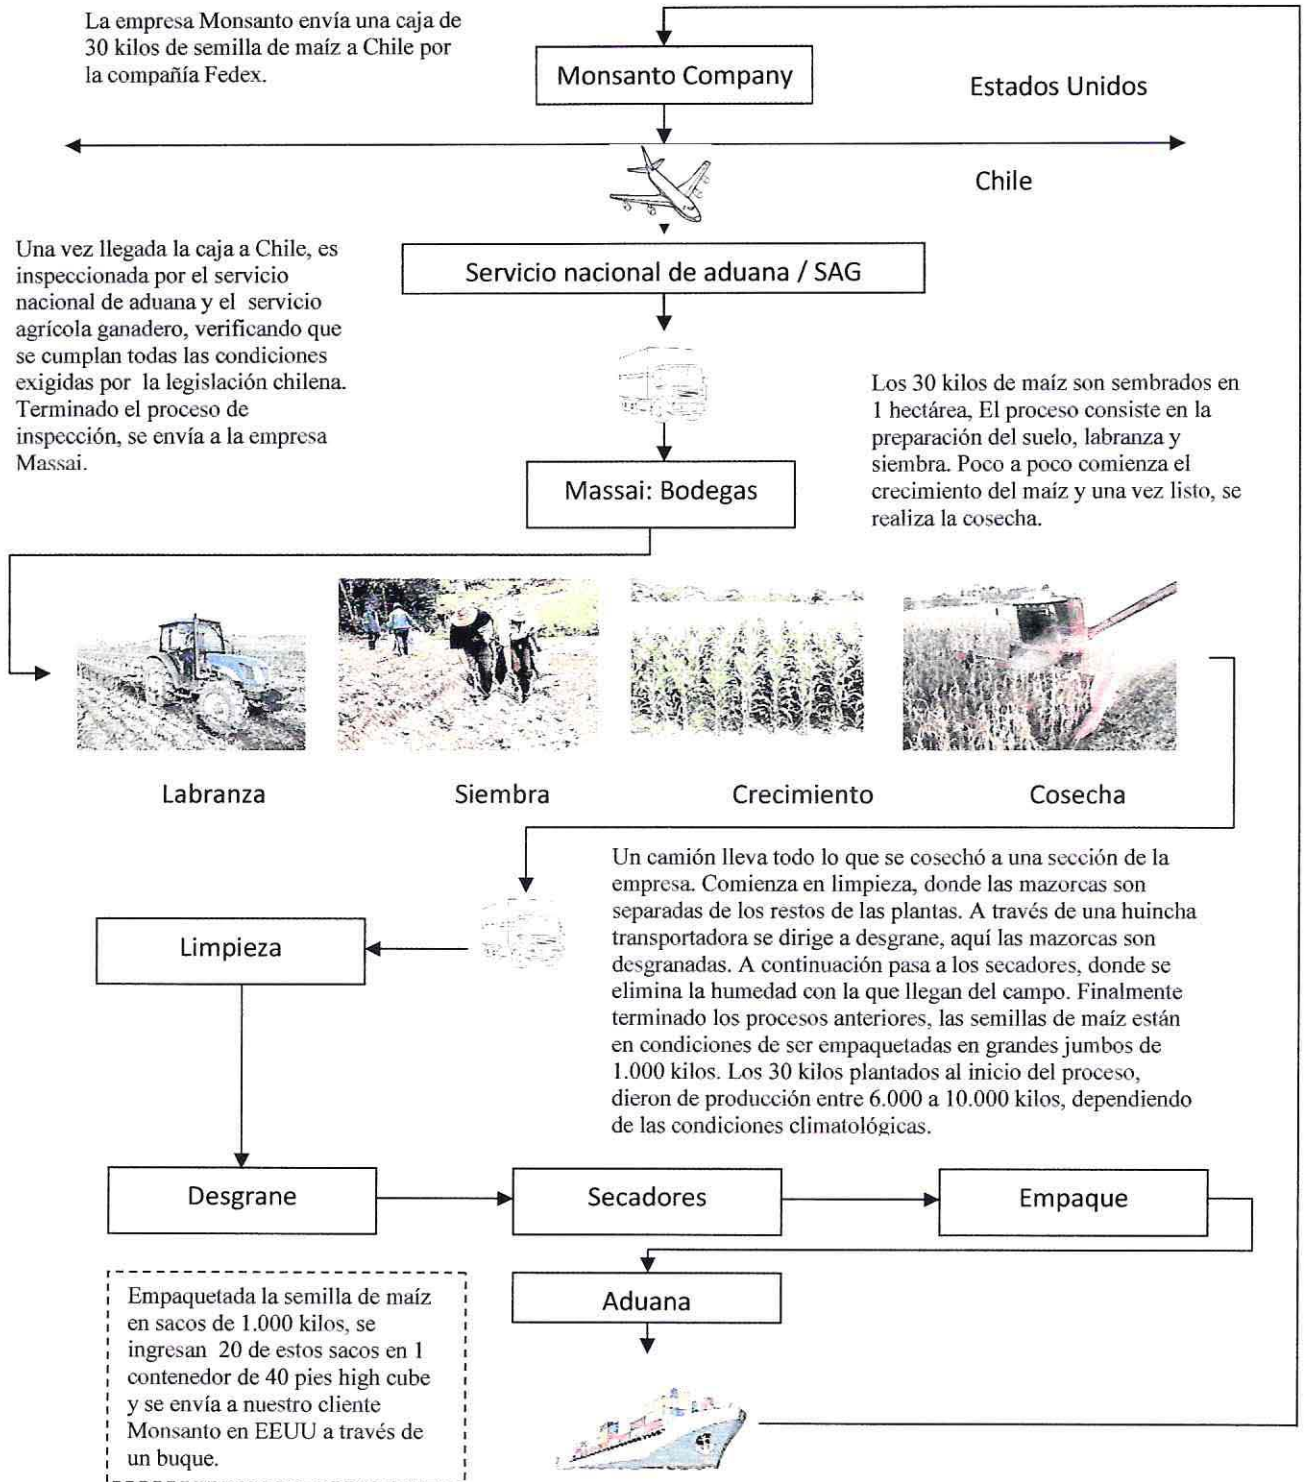 La empresa Monsanto envía una caja de
30 kilos de semilla de maíz a Chile por
la compañía Fedex.
Monsanto Company
Estados Unidos
Chile
Una vez llegada la caja a Chile, es
inspeccionada por el servicio
nacional de aduana y el servicio
agrícola ganadero, verificando que
se cumplan todas las condiciones
exigidas por la legislación chilena.
Terminado el proceso de
inspección, se envía a la empresa
Massai.
Servicio nacional de aduana / SAG
Los 30 kilos de maíz son sembrados en
1 hectárea, El proceso consiste en la
preparación del suelo, labranza y
siembra. Poco a poco comienza el
crecimiento del maíz y una vez listo, se
realiza la cosecha.
Massai: Bodegas
Labranza
Siembra
Crecimiento
Cosecha
Un camión lleva todo lo que se cosechó a una sección de la
empresa. Comienza en limpieza, donde las mazorcas son
separadas de los restos de las plantas. A través de una huincha
transportadora se dirige a desgrane, aquí las mazorcas son
desgranadas. A continuación pasa a los secadores, donde se
elimina la humedad con la que llegan del campo. Finalmente
terminado los procesos anteriores, las semillas de maíz están
en condiciones de ser empaquetadas en grandes jumbos de
1.000 kilos. Los 30 kilos plantados al inicio del proceso,
dieron de producción entre 6.000 a 10.000 kilos, dependiendo
de las condiciones climatológicas.
Limpieza
Desgrane
Secadores
Empaque
Aduana
Empaquetada la semilla de maíz
en sacos de 1.000 kilos, se
ingresan 20 de estos sacos en 1
contenedor de 40 pies high cube
y se envía a nuestro cliente
Monsanto en EEUU a través de
un buque.